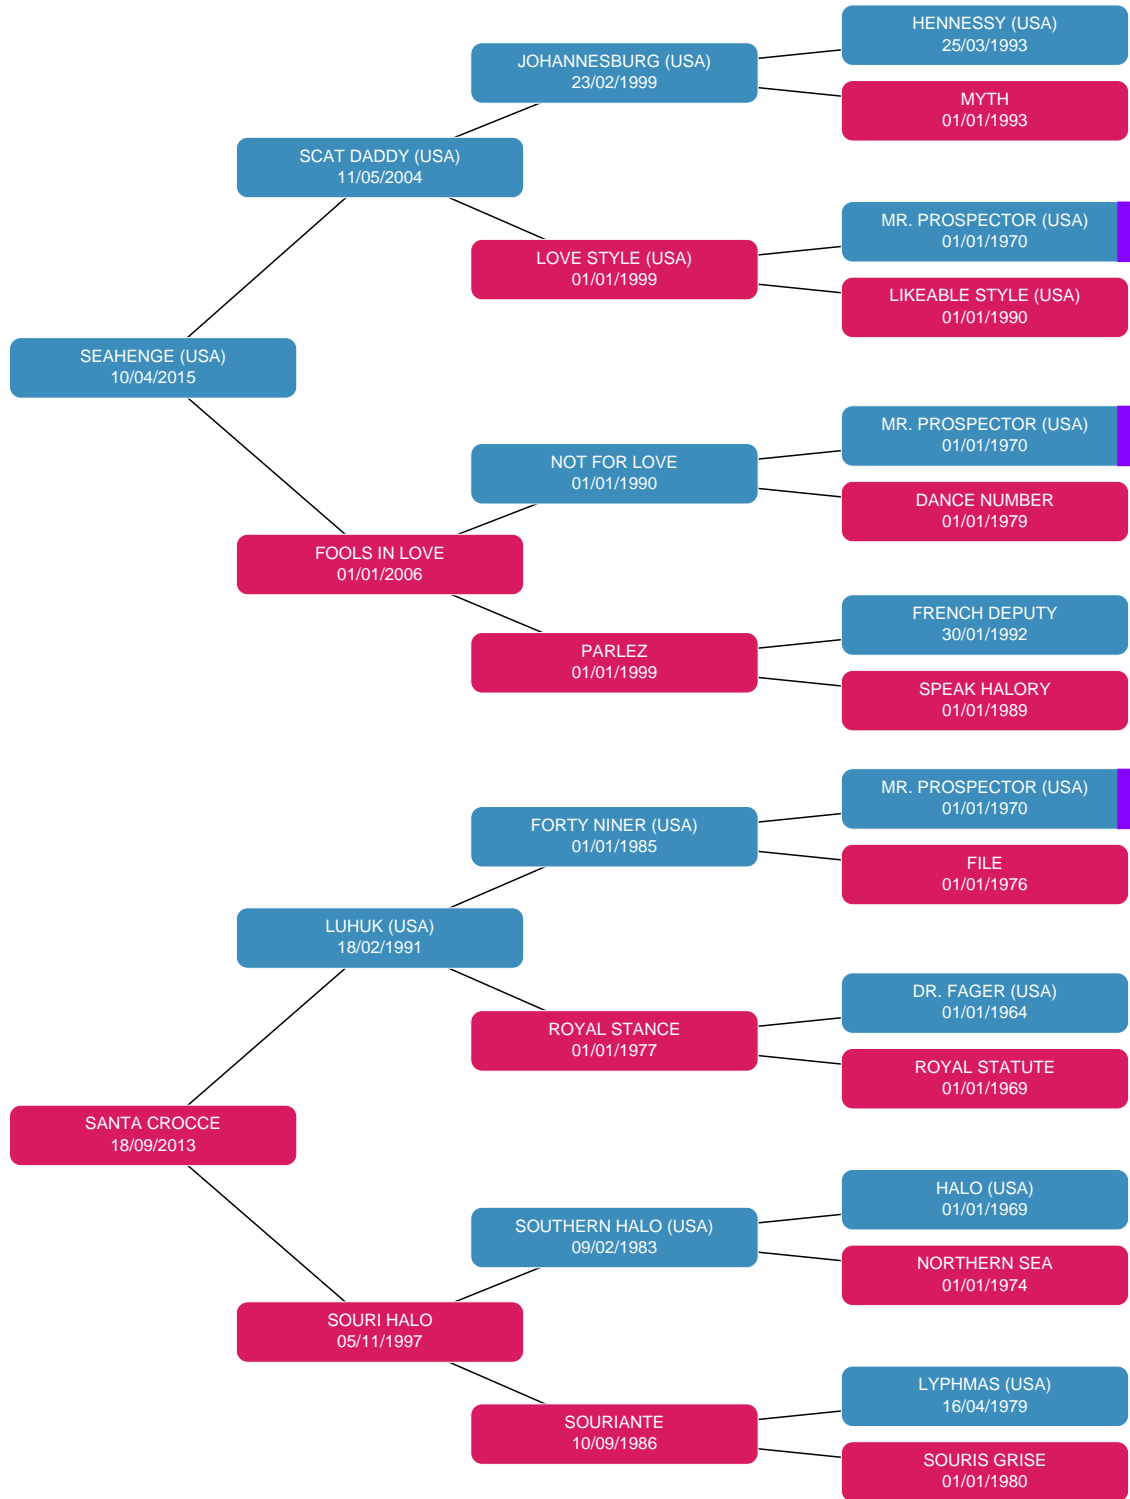 HENNESSY (USA)
25/03/1993
JOHANNESBURG (USA)
23/02/1999
MYTH
01/01/1993
SCAT DADDY (USA)
11/05/2004
MR. PROSPECTOR (USA)
01/01/1970
LOVE STYLE (USA)
01/01/1999
LIKEABLE STYLE (USA)
01/01/1990
SEAHENGE (USA)
10/04/2015
MR. PROSPECTOR (USA)
01/01/1970
NOT FOR LOVE
01/01/1990
DANCE NUMBER
01/01/1979
FOOLS IN LOVE
01/01/2006
FRENCH DEPUTY
30/01/1992
PARLEZ
01/01/1999
SPEAK HALORY
01/01/1989
MR. PROSPECTOR (USA)
01/01/1970
FORTY NINER (USA)
01/01/1985
FILE
01/01/1976
LUHUK (USA)
18/02/1991
DR. FAGER (USA)
01/01/1964
ROYAL STANCE
01/01/1977
ROYAL STATUTE
01/01/1969
SANTA CROCCE
18/09/2013
HALO (USA)
01/01/1969
SOUTHERN HALO (USA)
09/02/1983
NORTHERN SEA
01/01/1974
SOURI HALO
05/11/1997
LYPHMAS (USA)
16/04/1979
SOURIANTE
10/09/1986
SOURIS GRISE
01/01/1980